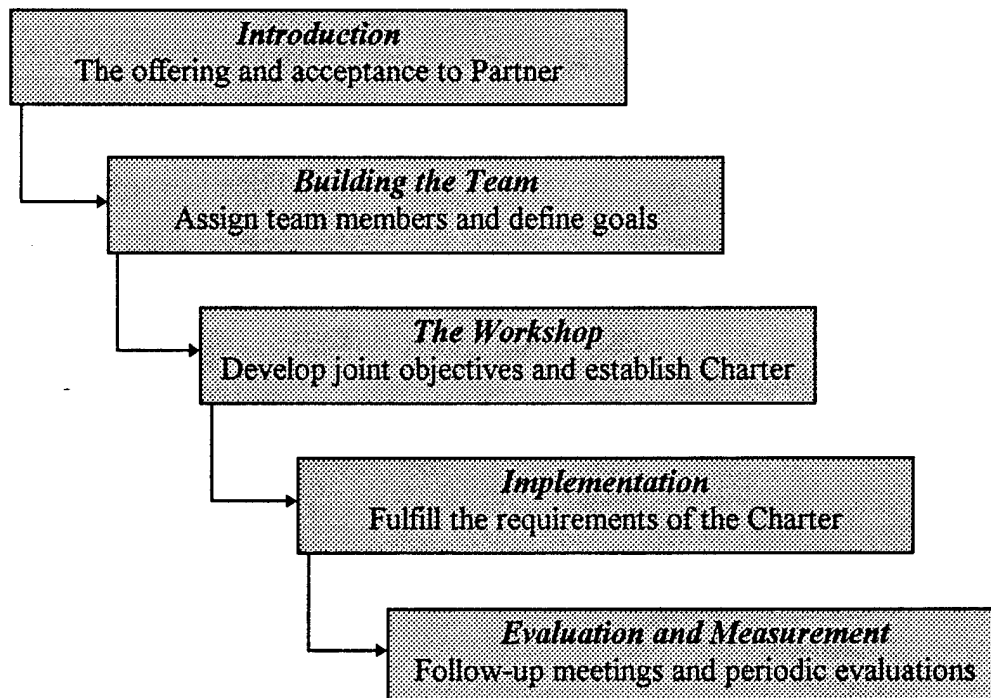 Introduction
The offering and acceptance to Partner
Building the Team
Assign team members and define goals
The Workshop
Develop joint objectives and establish Charter
Implementation
Fulfill the requirements of the Charter
Evaluation and Measurement
Follow-up meetings and periodic evaluations